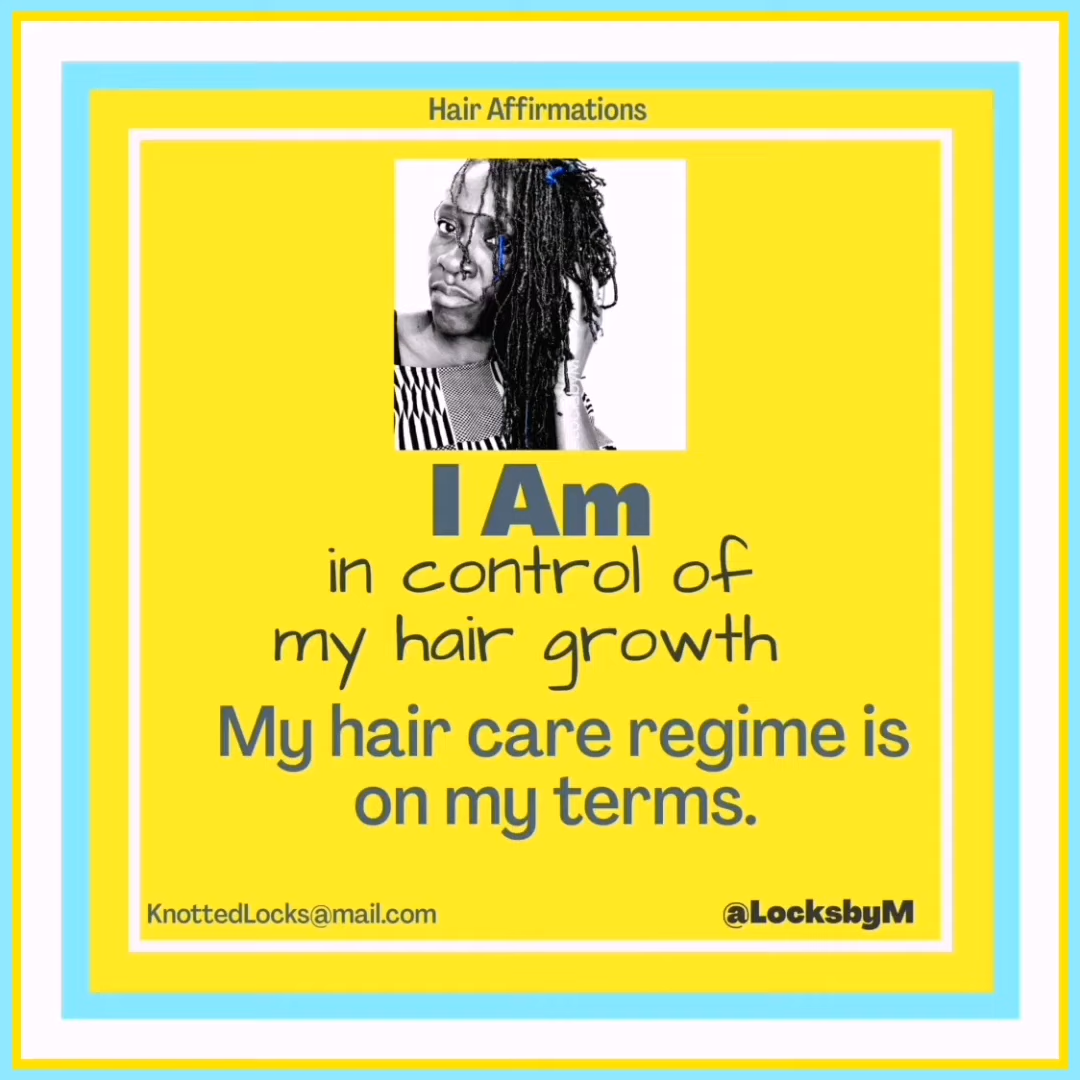 Hair Affirmations
I Am
in control of
my hair growth
My hair care regime is
on my terms.
KnottedLocks@mail.com
@LocksbyM